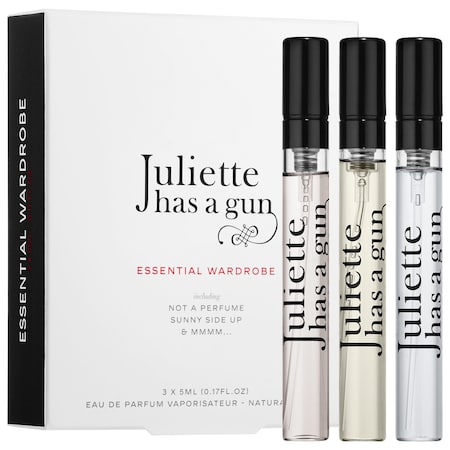 ESSENTIAL WARDROBE
Juliette
has a gun
ESSENTIAL WARDROBE
including:
NOT A PERFUME
SUNNY SIDE UP
& MMMM...
3 X 5ML (0.17FL.OZ)
EAU DE PARFUM VAPORISATEUR - NATURA
Juliette
has a gun
Juliette
has a gun
Juliette
has a gun